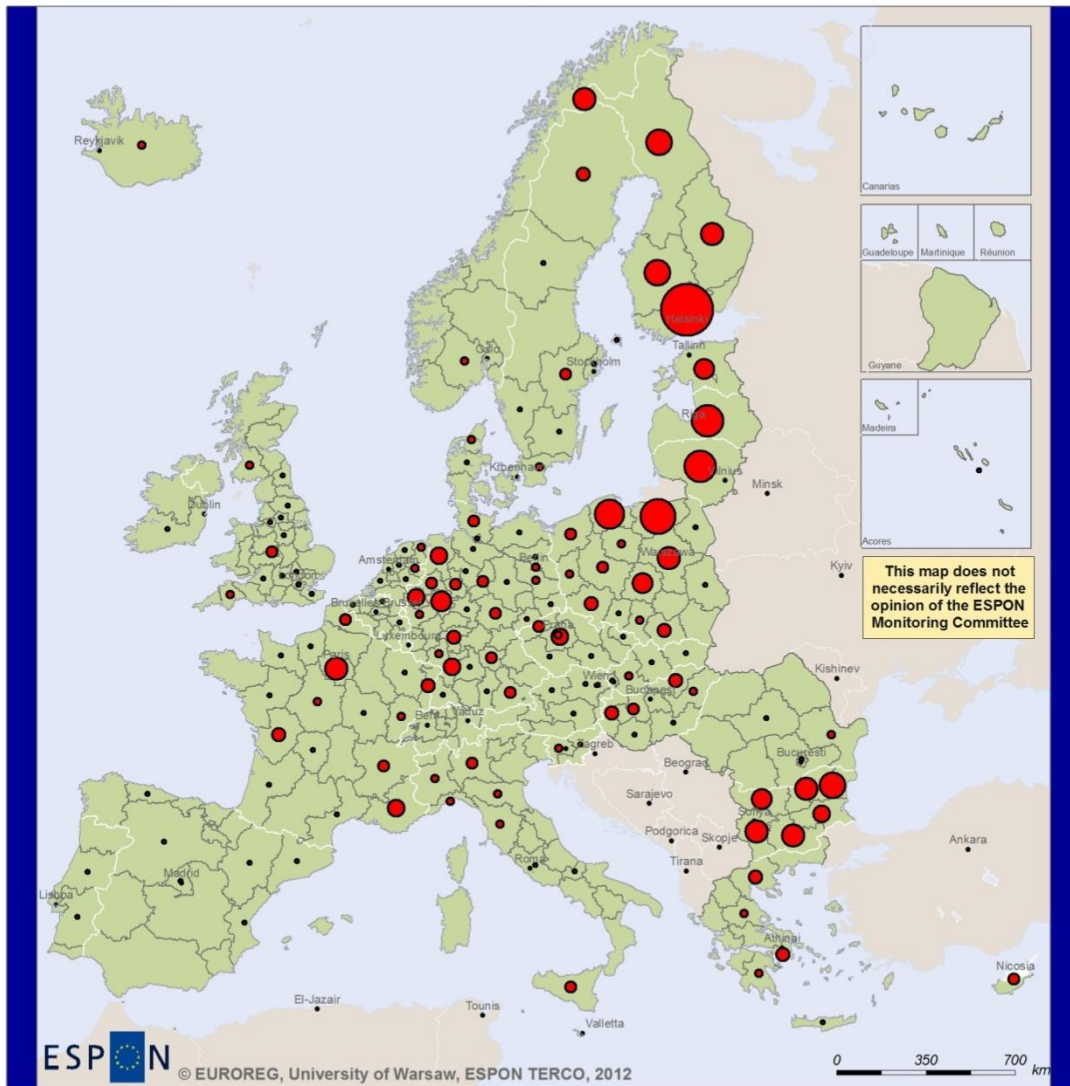 Reykjavik
Canarias
Guadeloupe
Martinique
Réunion
Guyane
Madeira
Acores
This map does not
necessarily reflect the
opinion of the ESPON
Monitoring Committee
Helsinki
Oslo
Tallinn
Stockholm
Riga
Vilnius
Minsk
København
Dublin
Amsterdam
Berlin
Warszawa
London
Kyiv
Praha
Luxembourg
Paris
Kishinev
Wien
Budapest
Bern
Vaduz
Zagreb
Bucuresti
Beograd
Sarajevo
Sofiya
Podgorica
Skopje
Ankara
Tirana
Roma
Madrid
Lisboa
Athinai
Nicosia
El-Jazair
Tounis
Valletta
ESPON
© EUROREG, University of Warsaw, ESPON TERCO, 2012
0 350 700
km